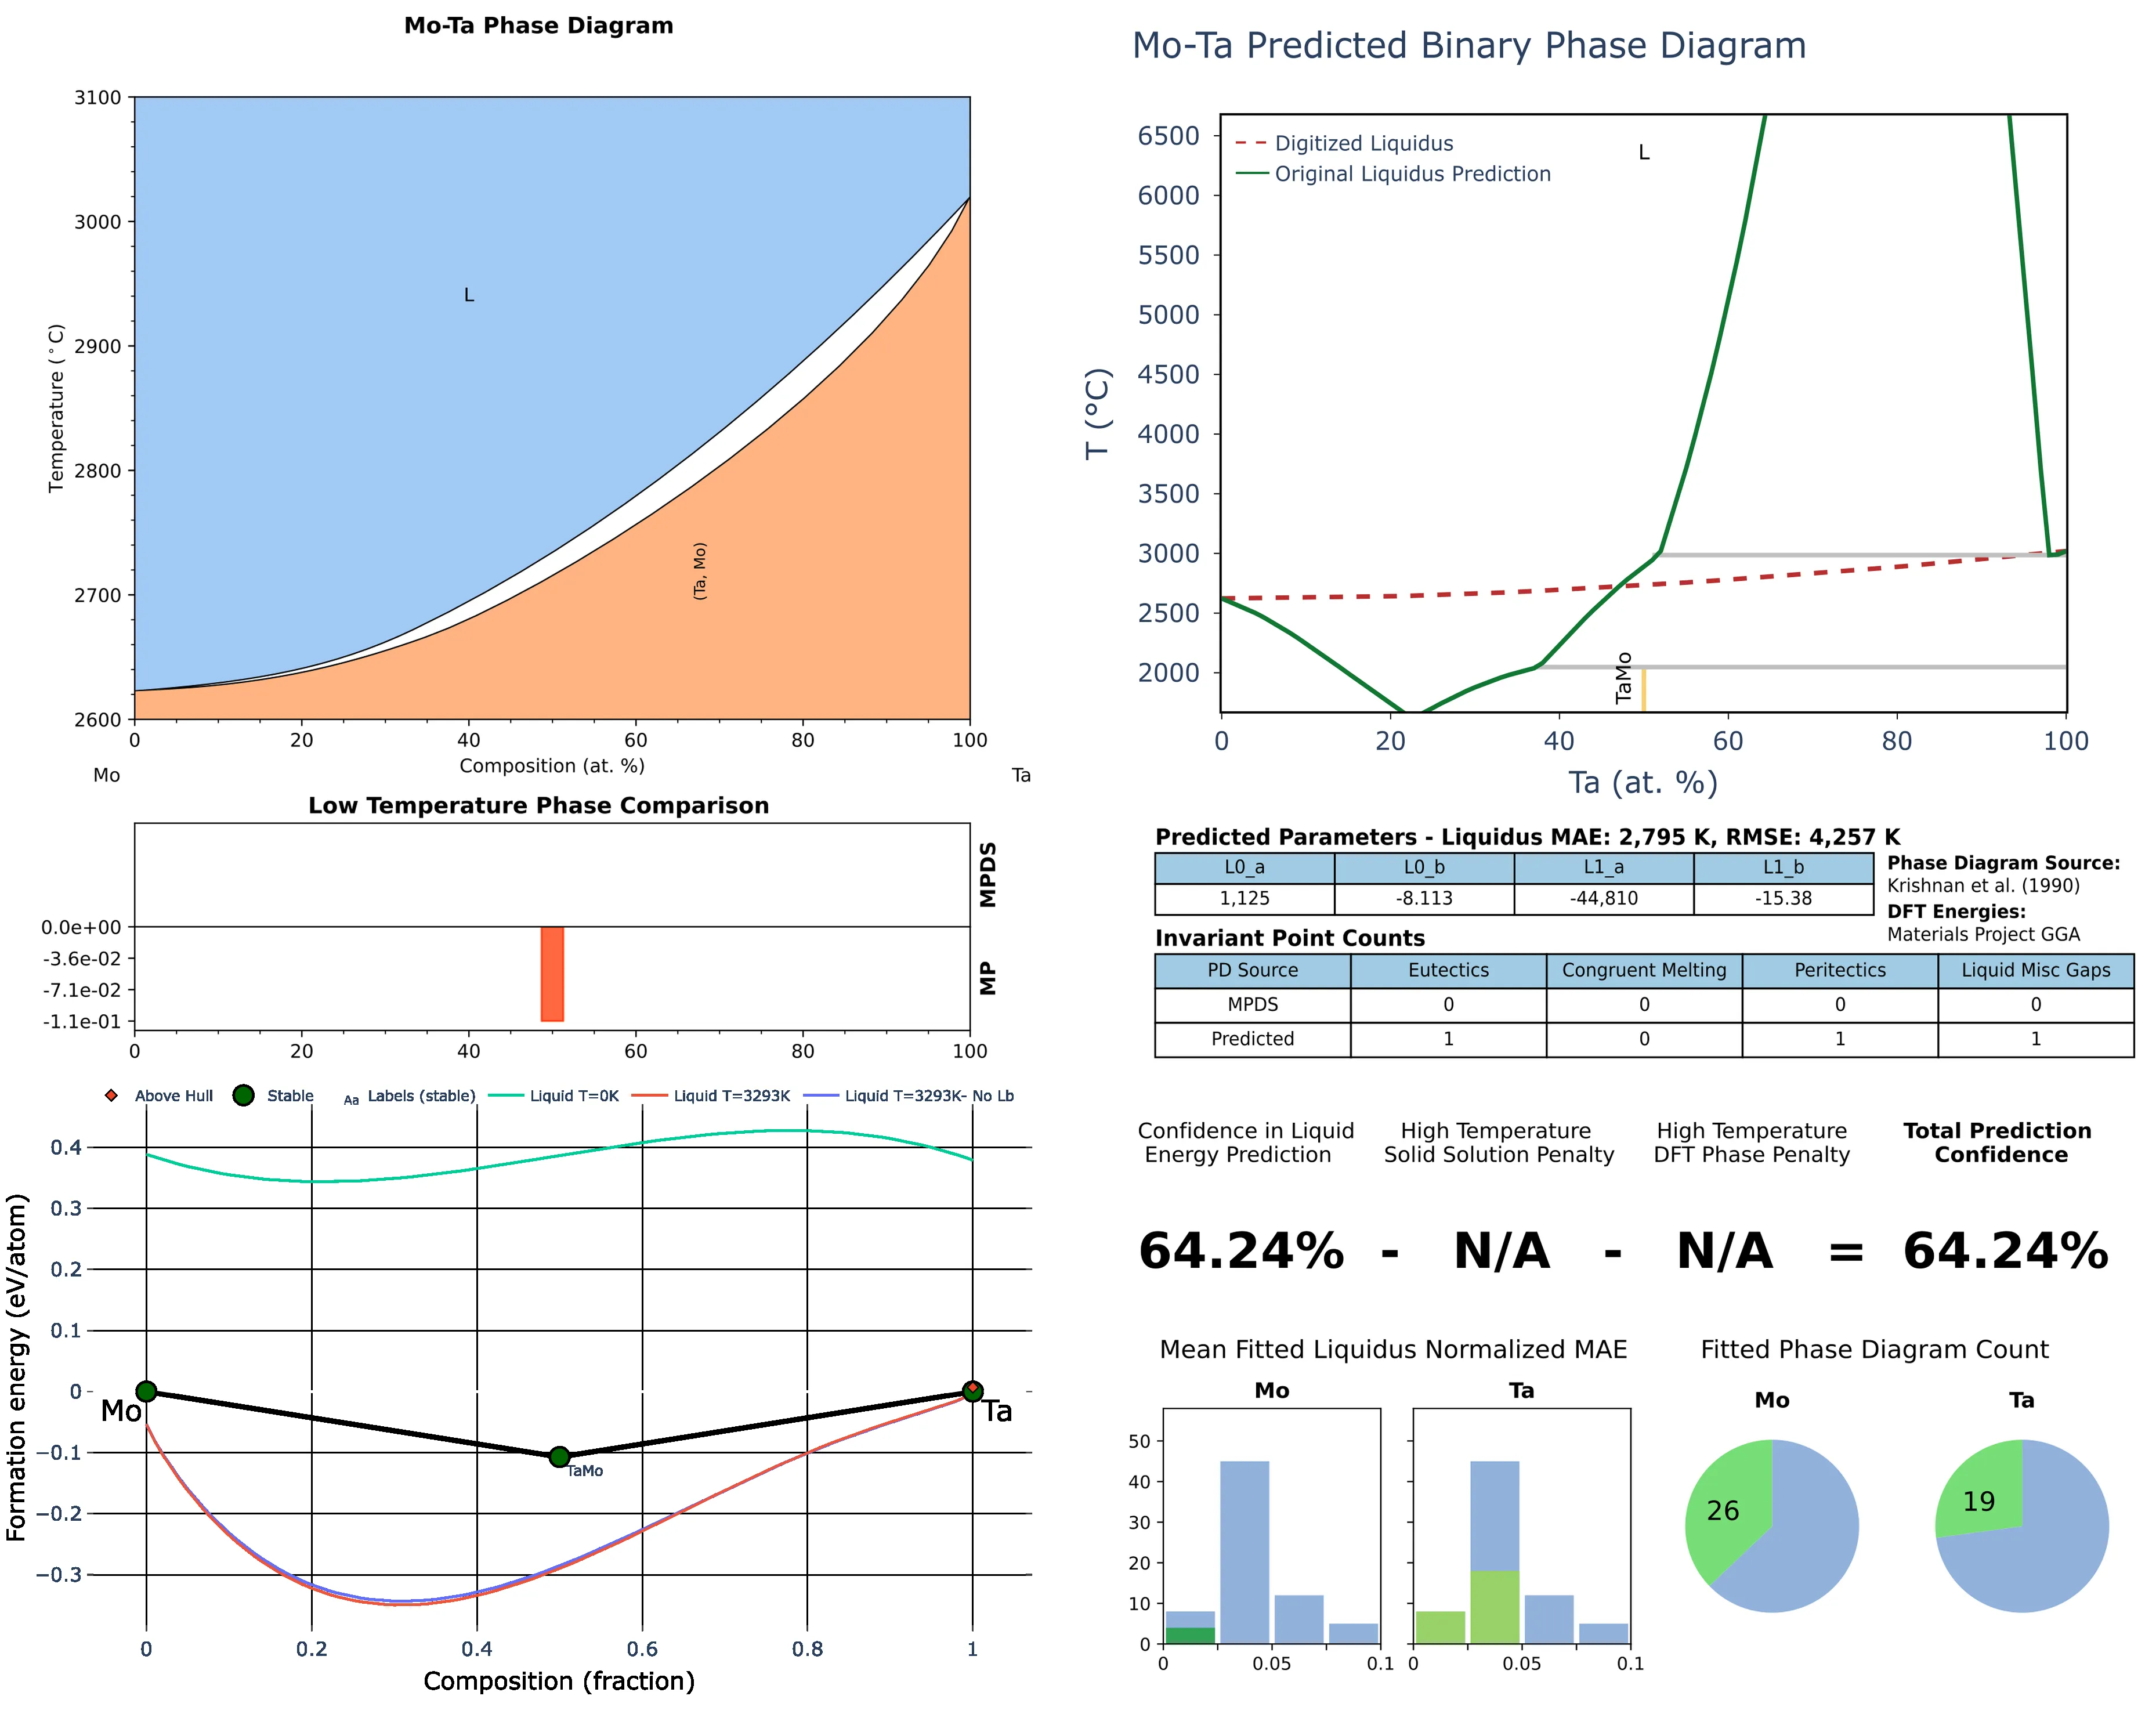 Mo-Ta Phase Diagram
3100
3000
2900
2800
2700
2600
Temperature (°C)
L
(Ta, Mo)
0 20 40 60 80 100
Mo Composition (at. %) Ta
Low Temperature Phase Comparison
MPDS
MP
0.0e+00
-3.6e-02
-7.1e-02
-1.1e-01
0 20 40 60 80 100
Above Hull Stable Aa Labels (stable) Liquid T=0K Liquid T=3293K Liquid T=3293K- No Lb
0.4
0.3
0.2
0.1
0
−0.1
−0.2
−0.3
Formation energy (eV/atom)
Mo
Ta
TaMo
0 0.2 0.4 0.6 0.8 1
Composition (fraction)
Mo-Ta Predicted Binary Phase Diagram
Digitized Liquidus
Original Liquidus Prediction
L
6500
6000
5500
5000
4500
4000
3500
3000
2500
2000
T (°C)
TaMo
0 20 40 60 80 100
Ta (at. %)
Predicted Parameters - Liquidus MAE: 2,795 K, RMSE: 4,257 K
L0_a L0_b L1_a L1_b
1,125 -8.113 -44,810 -15.38
Phase Diagram Source:
Krishnan et al. (1990)
DFT Energies:
Materials Project GGA
Invariant Point Counts
PD Source Eutectics Congruent Melting Peritectics Liquid Misc Gaps
MPDS 0 0 0 0
Predicted 1 0 1 1
Confidence in Liquid
Energy Prediction
High Temperature
Solid Solution Penalty
High Temperature
DFT Phase Penalty
Total Prediction
Confidence
64.24% - N/A - N/A = 64.24%
Mean Fitted Liquidus Normalized MAE
Mo Ta
50
40
30
20
10
0
0 0.05 0.1 0 0.05 0.1
Fitted Phase Diagram Count
Mo Ta
26 19